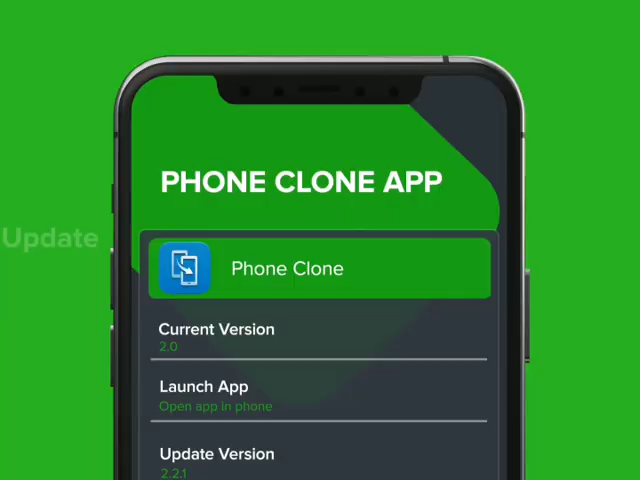 PHONE CLONE APP
Update
Phone Clone
Current Version
2.0
Launch App
Open app in phone
Update Version
2.2.1